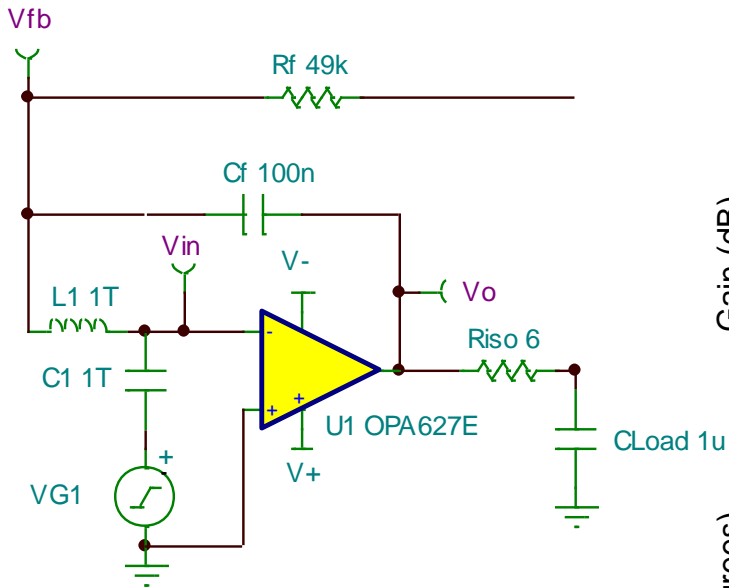 Vfb
Rf 49k
Cf 100n
Vin
V-
Vo
L1 1T
Riso 6
C1 1T
-
+
+
U1 OPA627E
V+
CLoad 1u
+
VG1
Gain (dB)
rees)